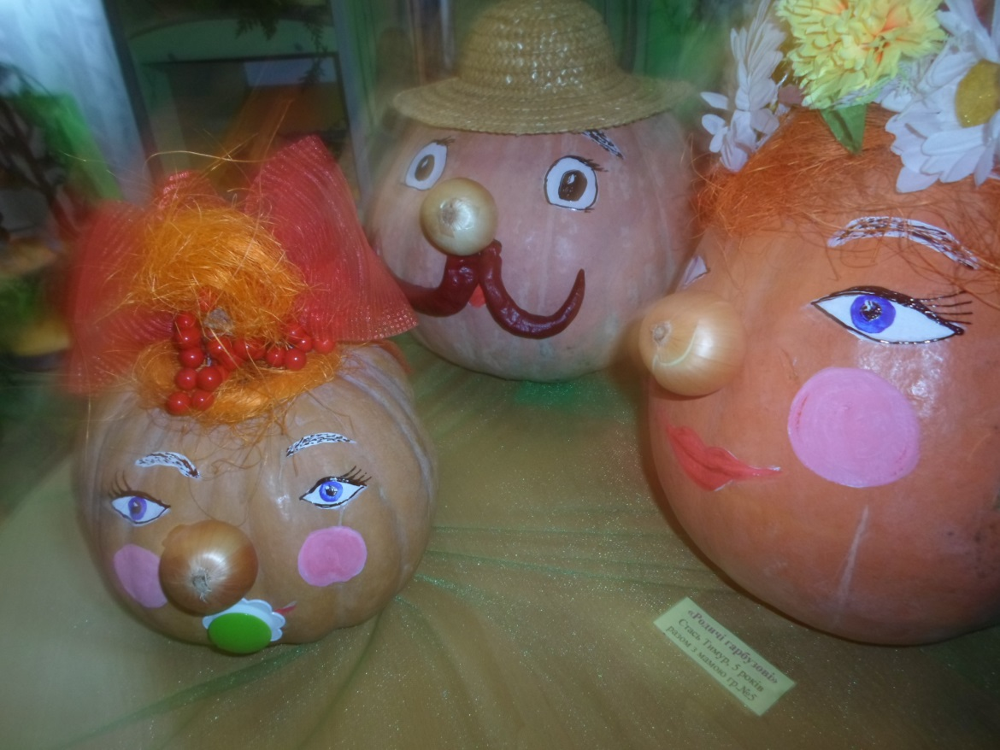 «Родичі гарбузові»
Стась Тимур, 5 років
разом з мамою гр.№5